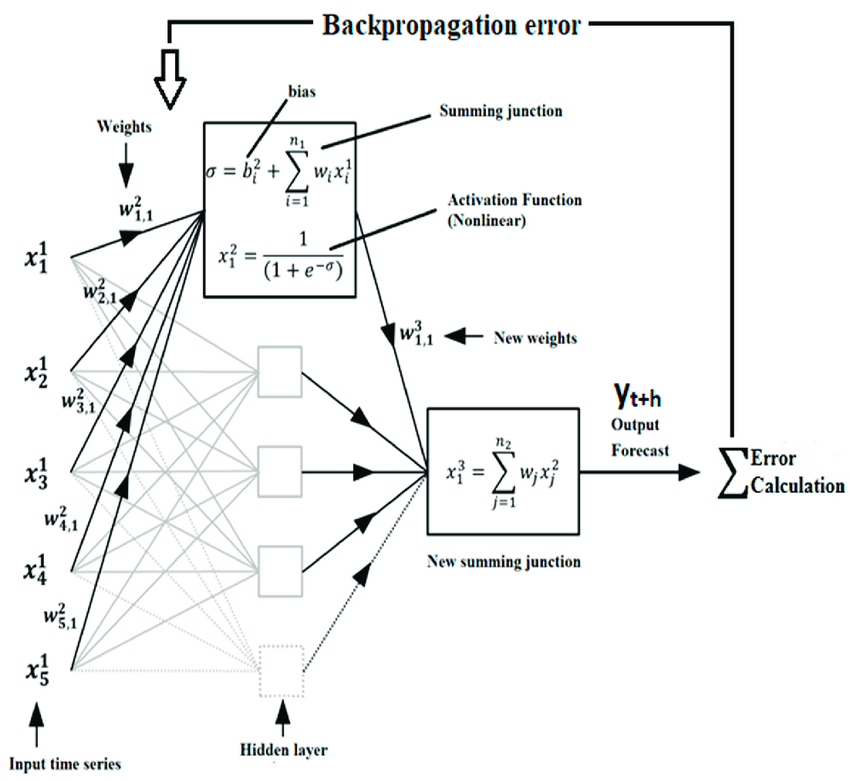 Backpropagation error
bias
Weights
Summing junction
σ = b_i^2 + \sum_{i=1}^{n_1} w_i x_i^1
w_{1,1}^2
Activation Function
(Nonlinear)
x_1^2 = \frac{1}{(1 + e^{-σ})}
x_1^1
w_{2,1}^2
w_{1,1}^3
New weights
x_2^1
w_{3,1}^2
y_{t+h}
Output
Forecast
x_3^1
x_1^3 = \sum_{j=1}^{n_2} w_j x_j^2
∑ Error
Calculation
w_{4,1}^2
x_4^1
New summing junction
w_{5,1}^2
x_5^1
Hidden layer
Input time series